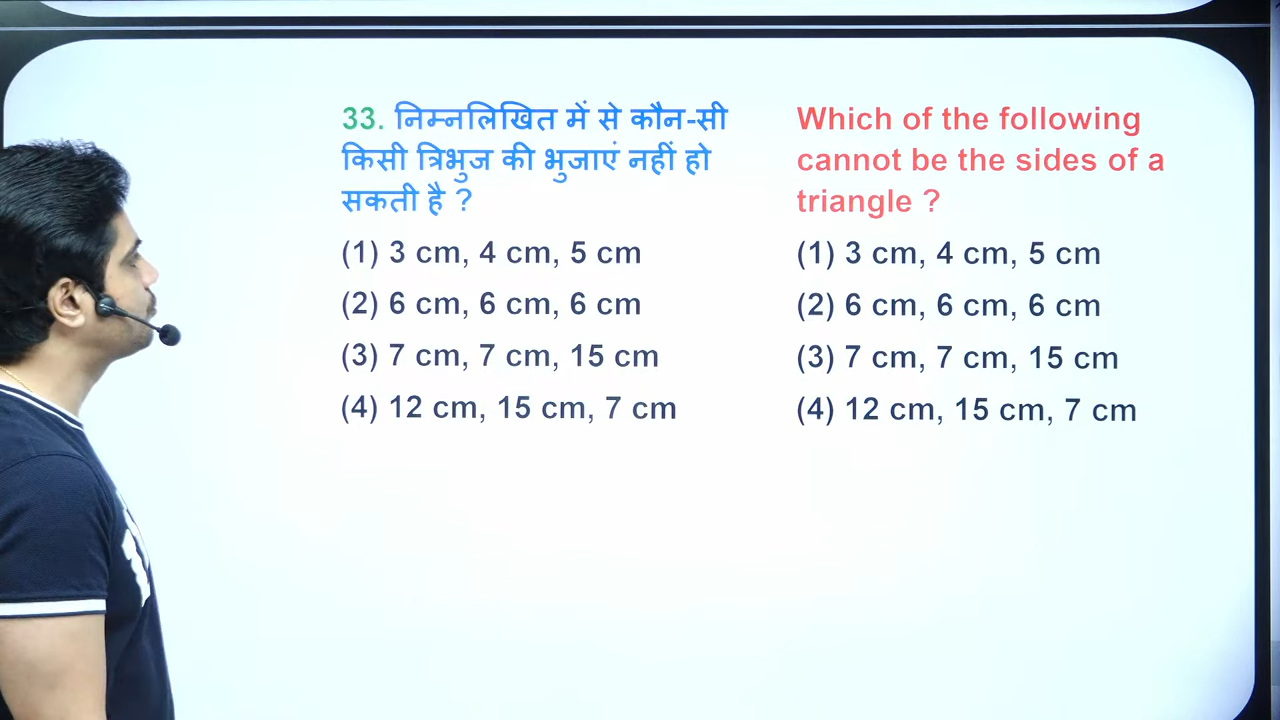 33. निम्नलिखित में से कौन-सी
किसी त्रिभुज की भुजाएं नहीं हो
सकती है ?
(1) 3 cm, 4 cm, 5 cm
(2) 6 cm, 6 cm, 6 cm
(3) 7 cm, 7 cm, 15 cm
(4) 12 cm, 15 cm, 7 cm
Which of the following
cannot be the sides of a
triangle ?
(1) 3 cm, 4 cm, 5 cm
(2) 6 cm, 6 cm, 6 cm
(3) 7 cm, 7 cm, 15 cm
(4) 12 cm, 15 cm, 7 cm